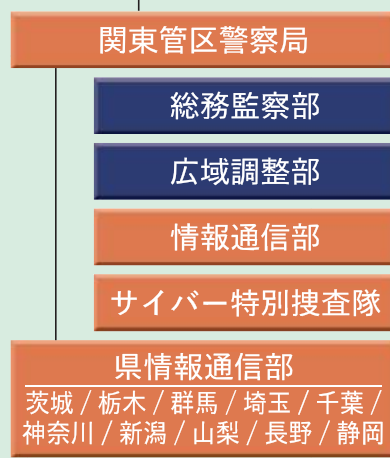 関東管区警察局
総務監察部
広域調整部
情報通信部
サイバー特別捜査隊
県情報通信部
茨城 / 栃木 / 群馬 / 埼玉 / 千葉 /
神奈川 / 新潟 / 山梨 / 長野 / 静岡